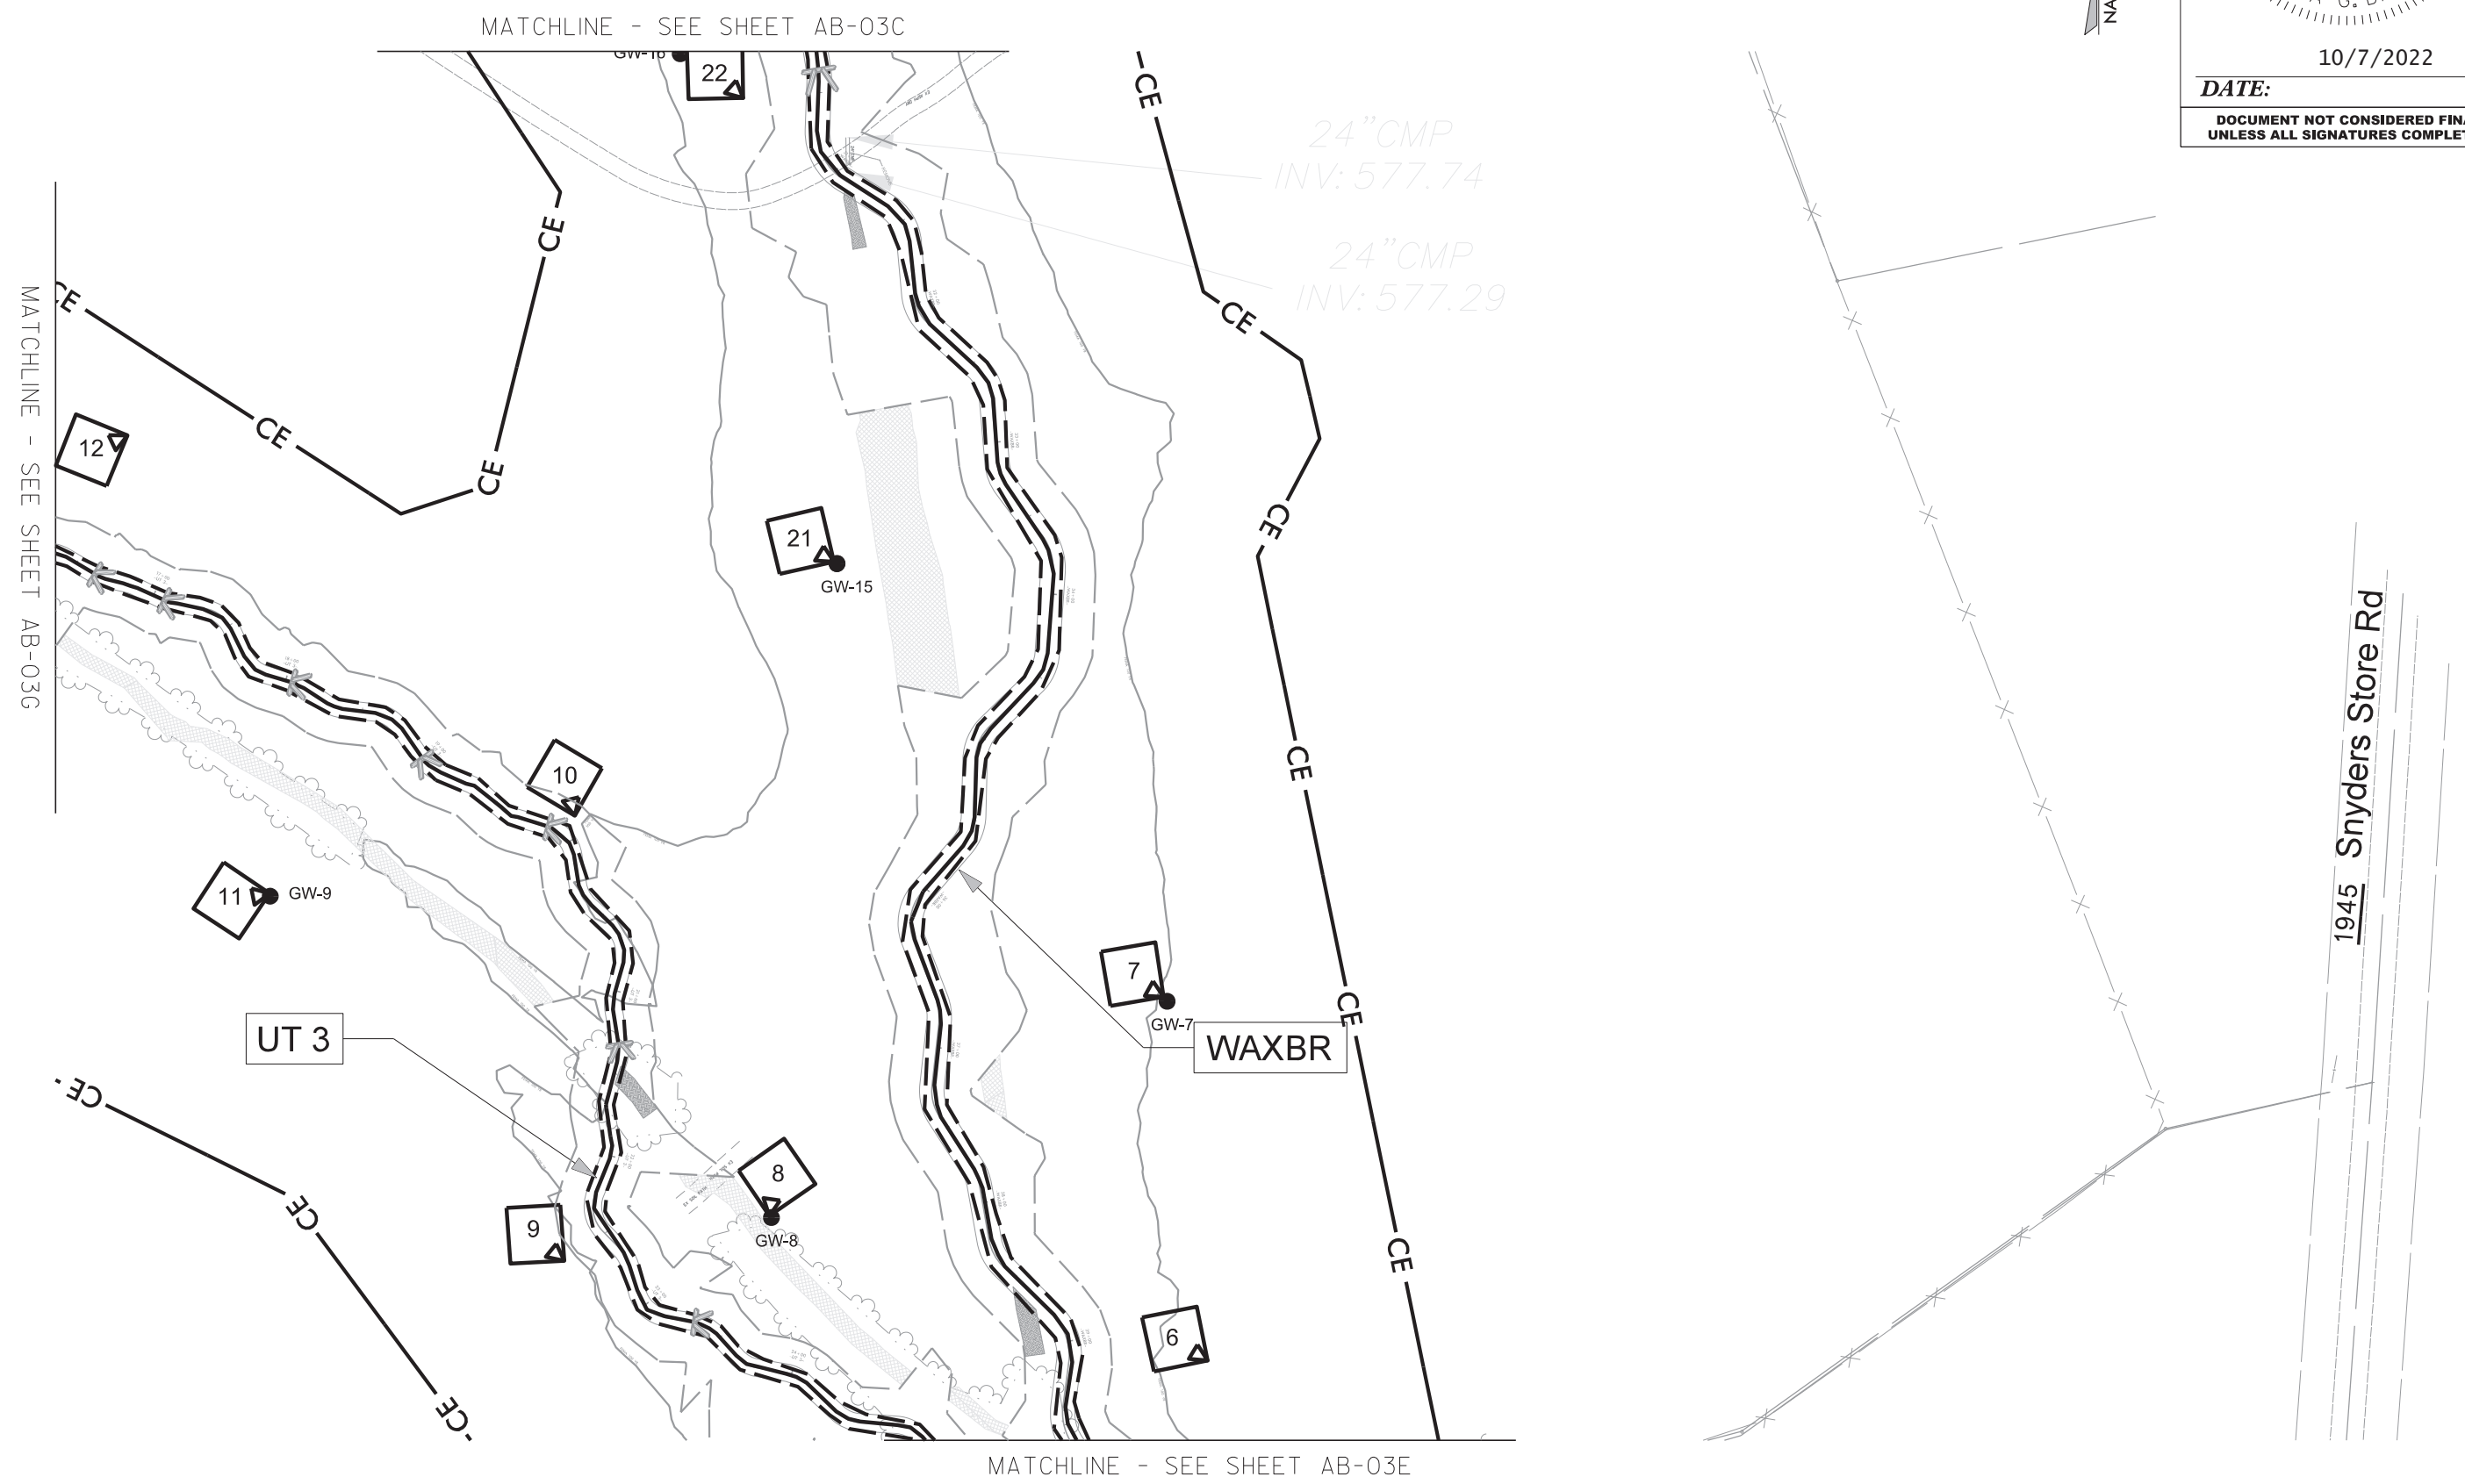 MATCHLINE - SEE SHEET AB-03C
10/7/2022
DATE:
DOCUMENT NOT CONSIDERED
UNLESS ALL SIGNATURES
GW-16
22
CE
24"CMP
INV: 577.74
CE
24"CMP
INV: 577.29
CE
CE
MATCHLINE - SEE SHEET AB-03G
12
CE
CE
CE
21
GW-15
1945 Snyders Store Rd
10
CE
11
GW-9
7
GW-7
CE
UT 3
WAXBR
CE
8
GW-8
9
CE
CE
6
CE
MATCHLINE - SEE SHEET AB-03E